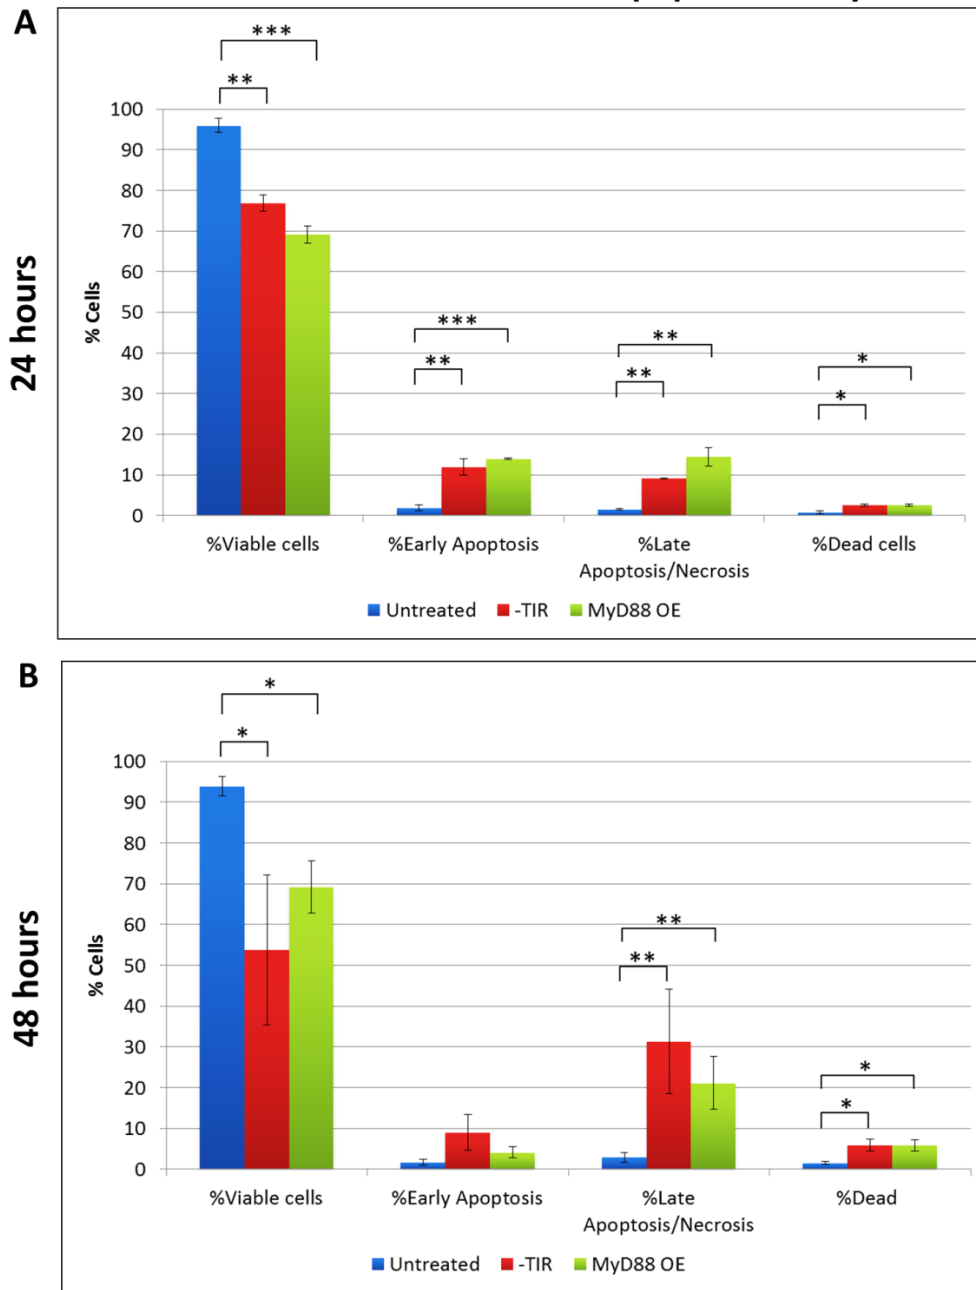 A
***
**
100
90
80
70
60
50
40
30
20
10
0
% Cells
24 hours
***
**
**
**
*
*
%Viable cells
%Early Apoptosis
%Late
Apoptosis/Necrosis
%Dead cells
Untreated -TIR MyD88 OE
B
*
*
100
90
80
70
60
50
40
30
20
10
0
% Cells
48 hours
**
**
*
*
%Viable cells
%Early Apoptosis
%Late
Apoptosis/Necrosis
%Dead
Untreated -TIR MyD88 OE